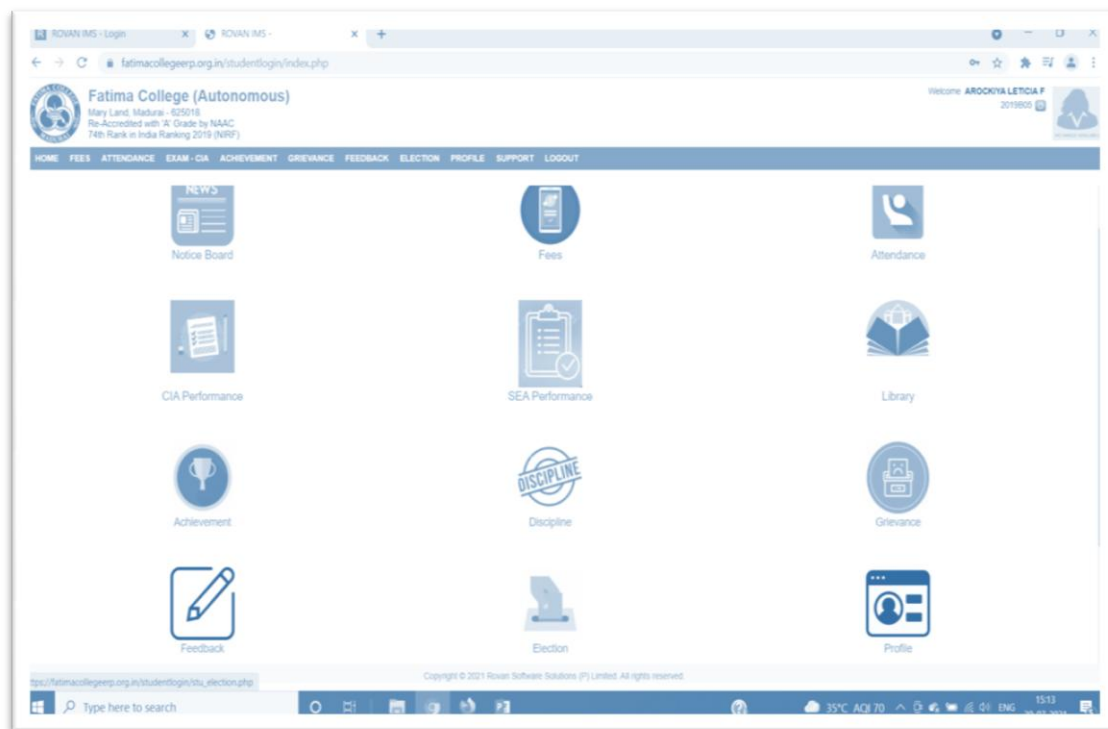 ROVAN IMS - Login
ROVAN IMS -
fatimacollegeerp.org.in/studentlogin/index.php
Fatima College (Autonomous)
Mary Land, Madurai - 625018.
Re-Accredited with 'A' Grade by NAAC
74th Rank in India Ranking 2019 (NIRF)
Welcome AROCKIYA LETICIA F
2019B05
HOME FEES ATTENDANCE EXAM - CIA ACHIEVEMENT GRIEVANCE FEEDBACK ELECTION PROFILE SUPPORT LOGOUT
NEWS
Notice Board Fees Attendance
CIA Performance SEA Performance Library
DISCIPLINE
Achievement Discipline Grievance
Feedback Election Profile
Copyright © 2021 Rovan Software Solutions (P) Limited. All rights reserved.
ttps://fatimacollegeerp.org.in/studentlogin/stu_election.php
Type here to search
35°C AQI 70
ENG
15:13